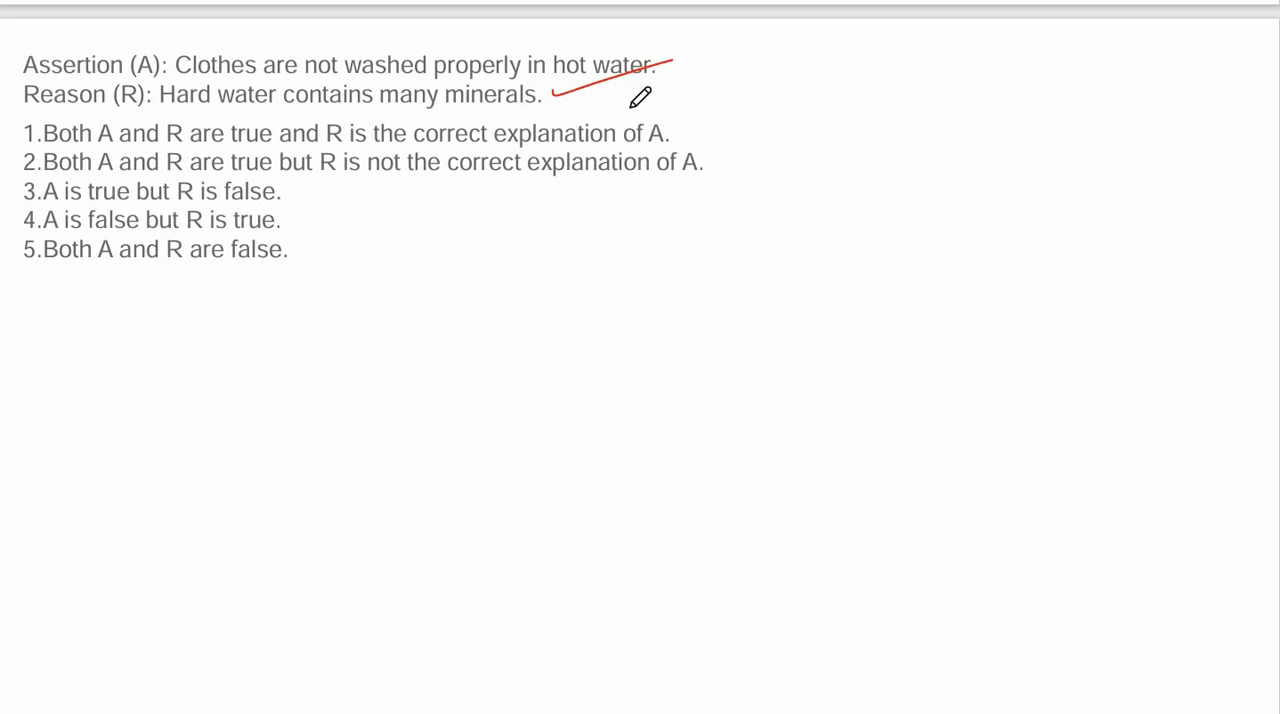 Assertion (A): Clothes are not washed properly in hot water.
Reason (R): Hard water contains many minerals.
1.Both A and R are true and R is the correct explanation of A.
2.Both A and R are true but R is not the correct explanation of A.
3.A is true but R is false.
4.A is false but R is true.
5.Both A and R are false.